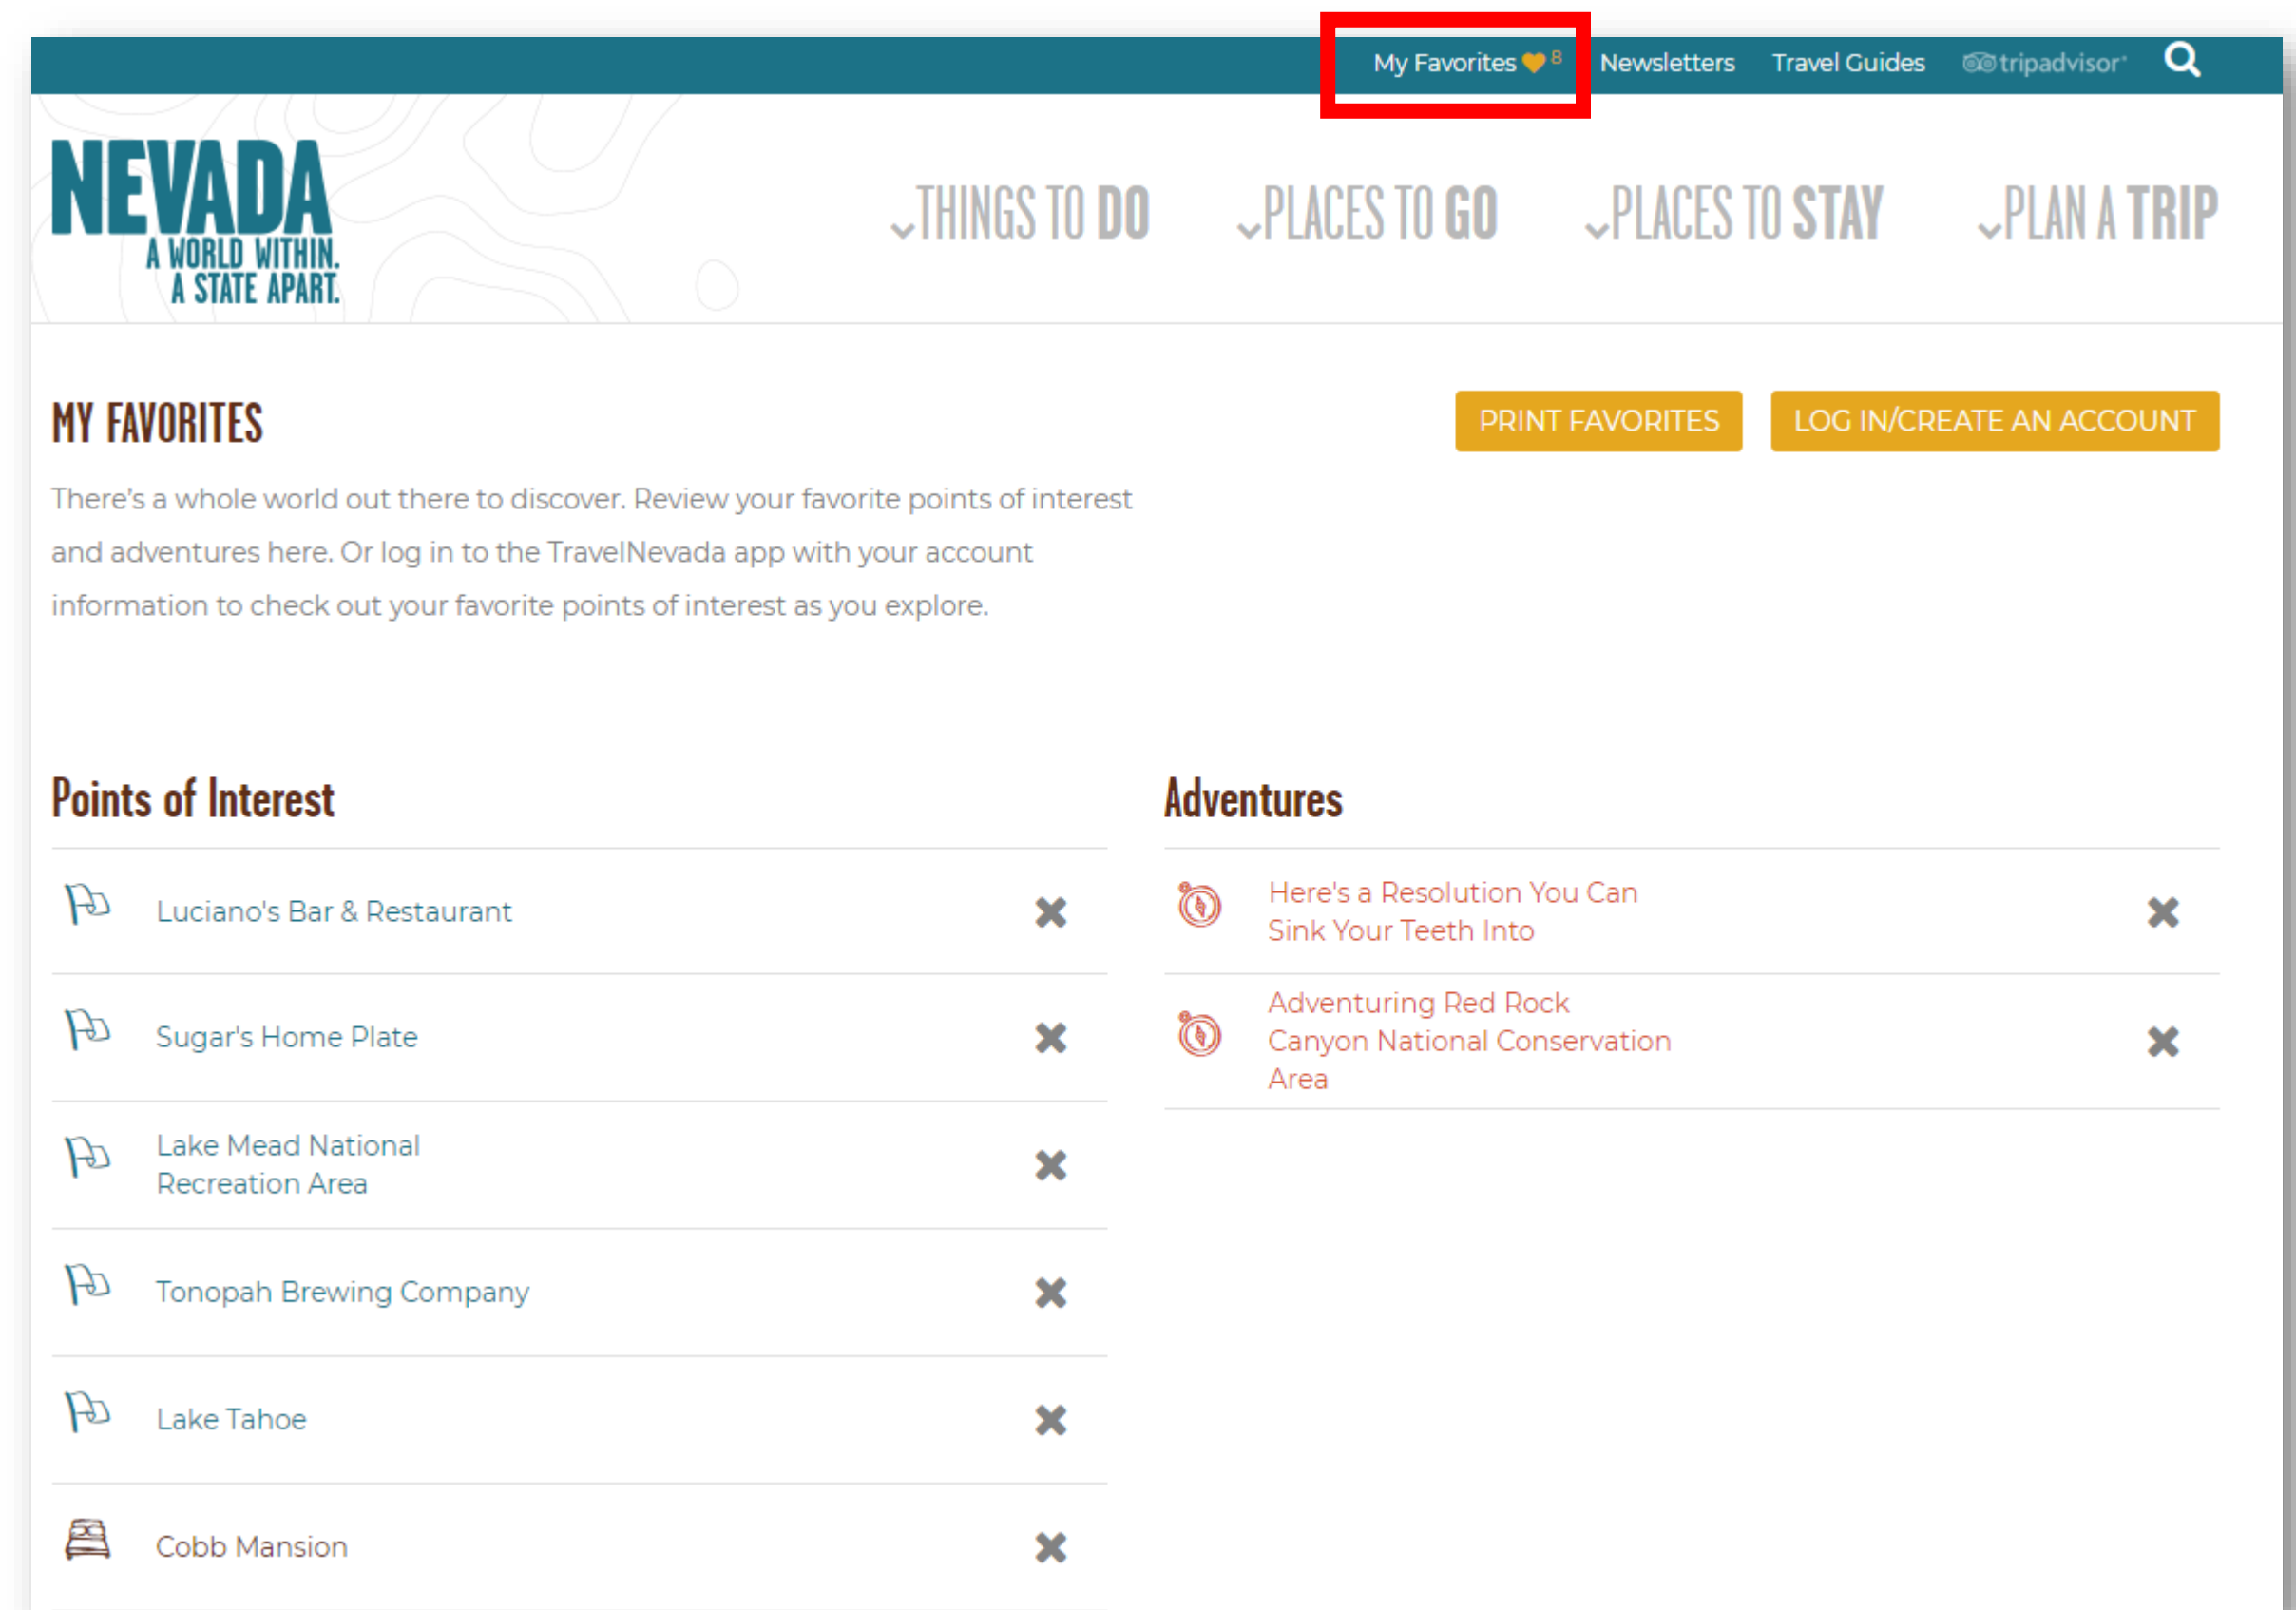 My Favorites 8 Newsletters Travel Guides tripadvisor
NEVADA
A WORLD WITHIN.
A STATE APART.
THINGS TO DO PLACES TO GO PLACES TO STAY PLAN A TRIP
MY FAVORITES
PRINT FAVORITES LOG IN/CREATE AN ACCOUNT
There's a whole world out there to discover. Review your favorite points of interest
and adventures here. Or log in to the TravelNevada app with your account
information to check out your favorite points of interest as you explore.
Points of Interest
Luciano's Bar & Restaurant
Sugar's Home Plate
Lake Mead National
Recreation Area
Tonopah Brewing Company
Lake Tahoe
Cobb Mansion
Adventures
Here's a Resolution You Can
Sink Your Teeth Into
Adventuring Red Rock
Canyon National Conservation
Area